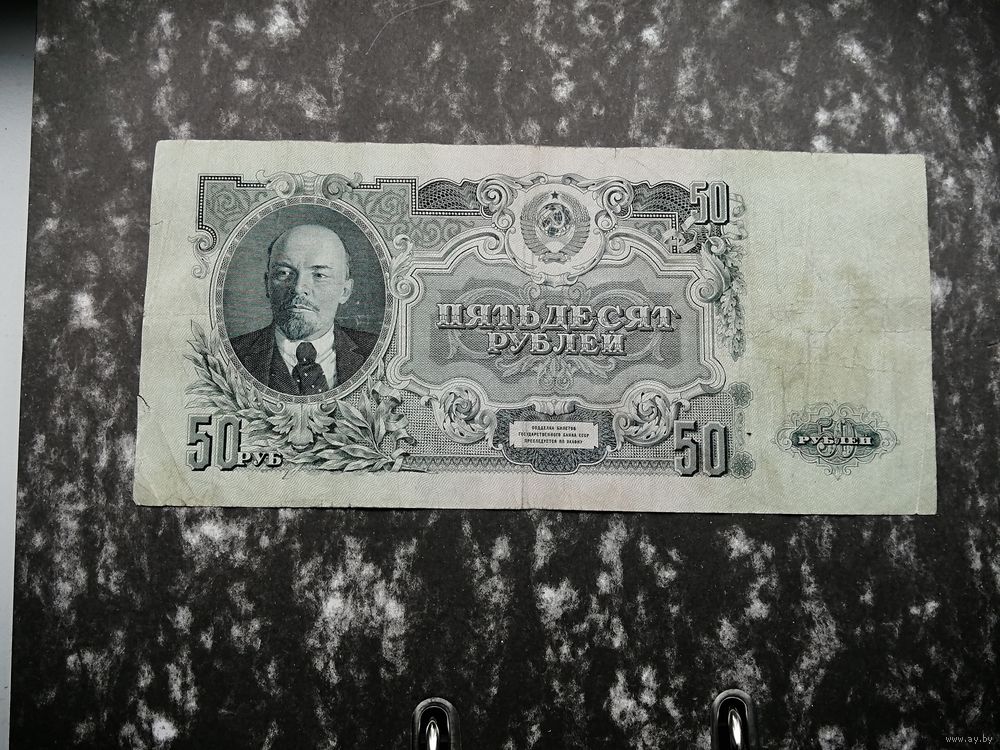 50
ПЯТЬДЕСЯТ
РУБЛЕЙ
50 РУБ
ПОДДЕЛКА БИЛЕТОВ
ГОСУДАРСТВЕННОГО БАНКА СССР
ПРЕСЛЕДУЕТСЯ ПО ЗАКОНУ
50
50
РУБЛЕЙ
www.ay.by